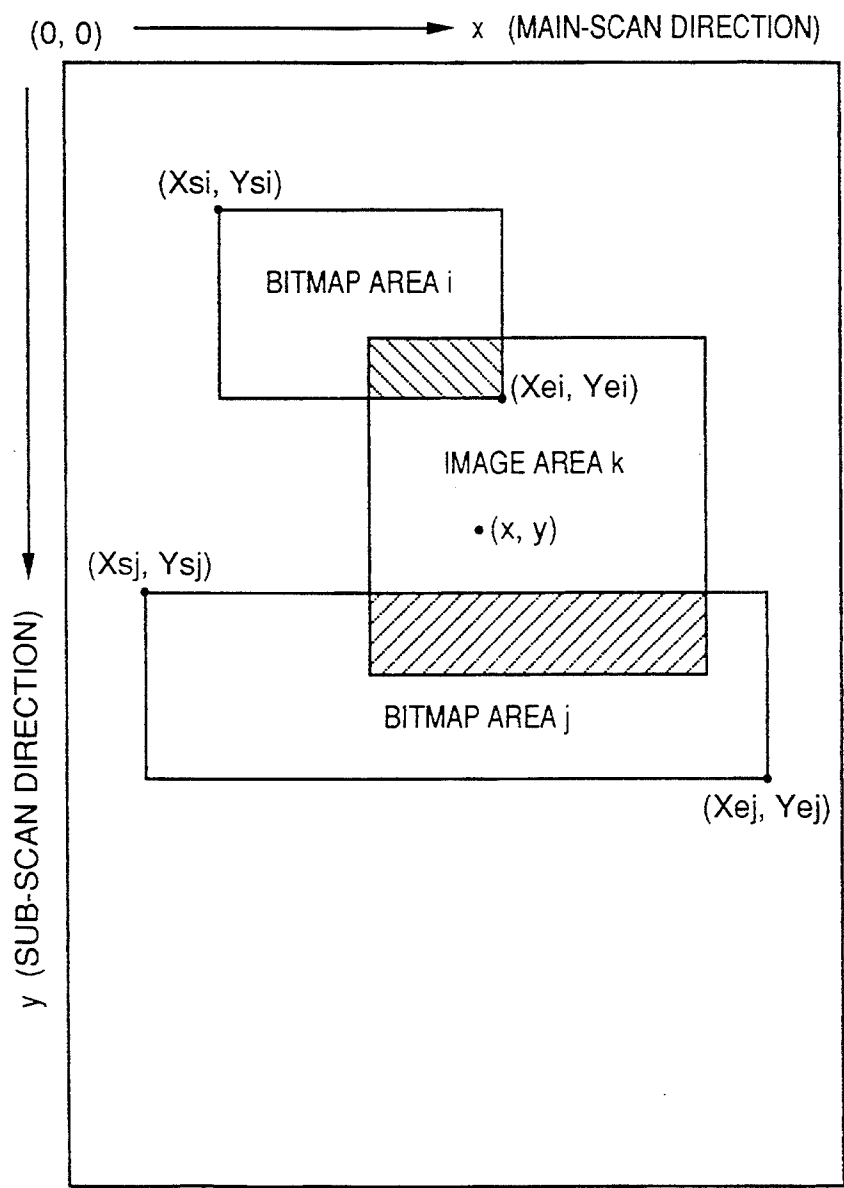 (0, 0) x (MAIN-SCAN DIRECTION)
(Xsi, Ysi)
BITMAP AREA i
(Xei, Yei)
IMAGE AREA k
(x, y)
(Xsj, Ysj)
BITMAP AREA j
(Xej, Yej)
y (SUB-SCAN DIRECTION)